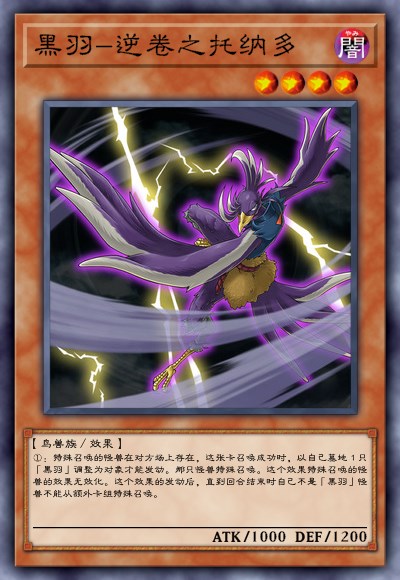 黑羽-逆卷之托纳多
やみ
闇
【鸟兽族/效果】
①：特殊召唤的怪兽在对方场上存在，这张卡召唤成功时，以自己墓地1只
「黑羽」调整为对象才能发动。那只怪兽特殊召唤。这个效果特殊召唤的怪兽
的效果无效化。这个效果的发动后，直到回合结束时自己不是「黑羽」怪兽
兽不能从额外卡组特殊召唤。
ATK/1000 DEF/1200